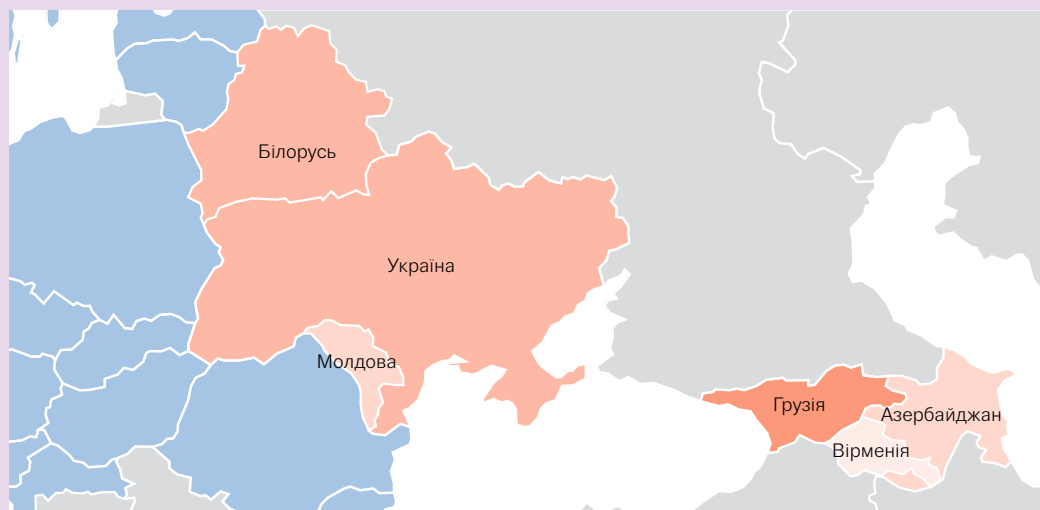 Білорусь
Україна
Молдова
Грузія
Азербайджан
Вірменія